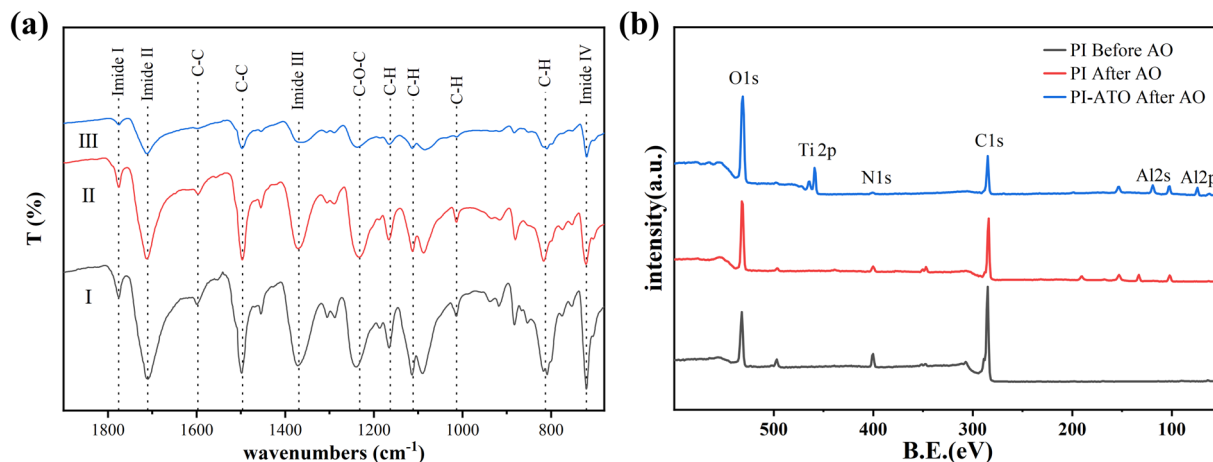 (a)
Imide I
Imide II
C-C
C-C
Imide III
C-O-C
C-H
C-H
C-H
C-H
Imide IV
III
II
I
T (%)
1800
1600
1400
1200
1000
800
wavenumbers (cm-1)
(b)
PI Before AO
PI After AO
PI-ATO After AO
O1s
Ti 2p
N1s
C1s
Al2s
Al2p
intensity(a.u.)
500
400
300
200
100
B.E.(eV)